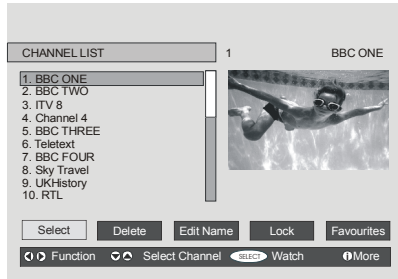 CHANNEL LIST 1 BBC ONE
1. BBC ONE
2. BBC TWO
3. ITV 8
4. Channel 4
5. BBC THREE
6. Teletext
7. BBC FOUR
8. Sky Travel
9. UKHistory
10. RTL
Select Delete Edit Name Lock Favourites
Function Select Channel SELECT Watch i More